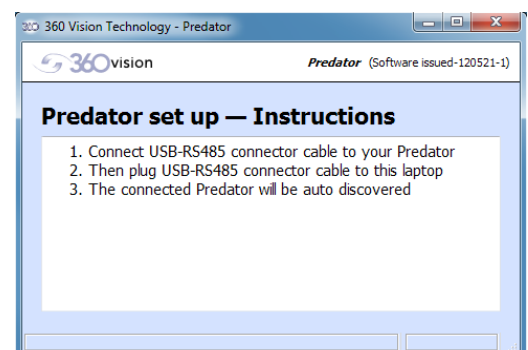 360 Vision Technology - Predator
360vision
Predator (Software issued-120521-1)
Predator set up — Instructions
1. Connect USB-RS485 connector cable to your Predator
2. Then plug USB-RS485 connector cable to this laptop
3. The connected Predator will be auto discovered